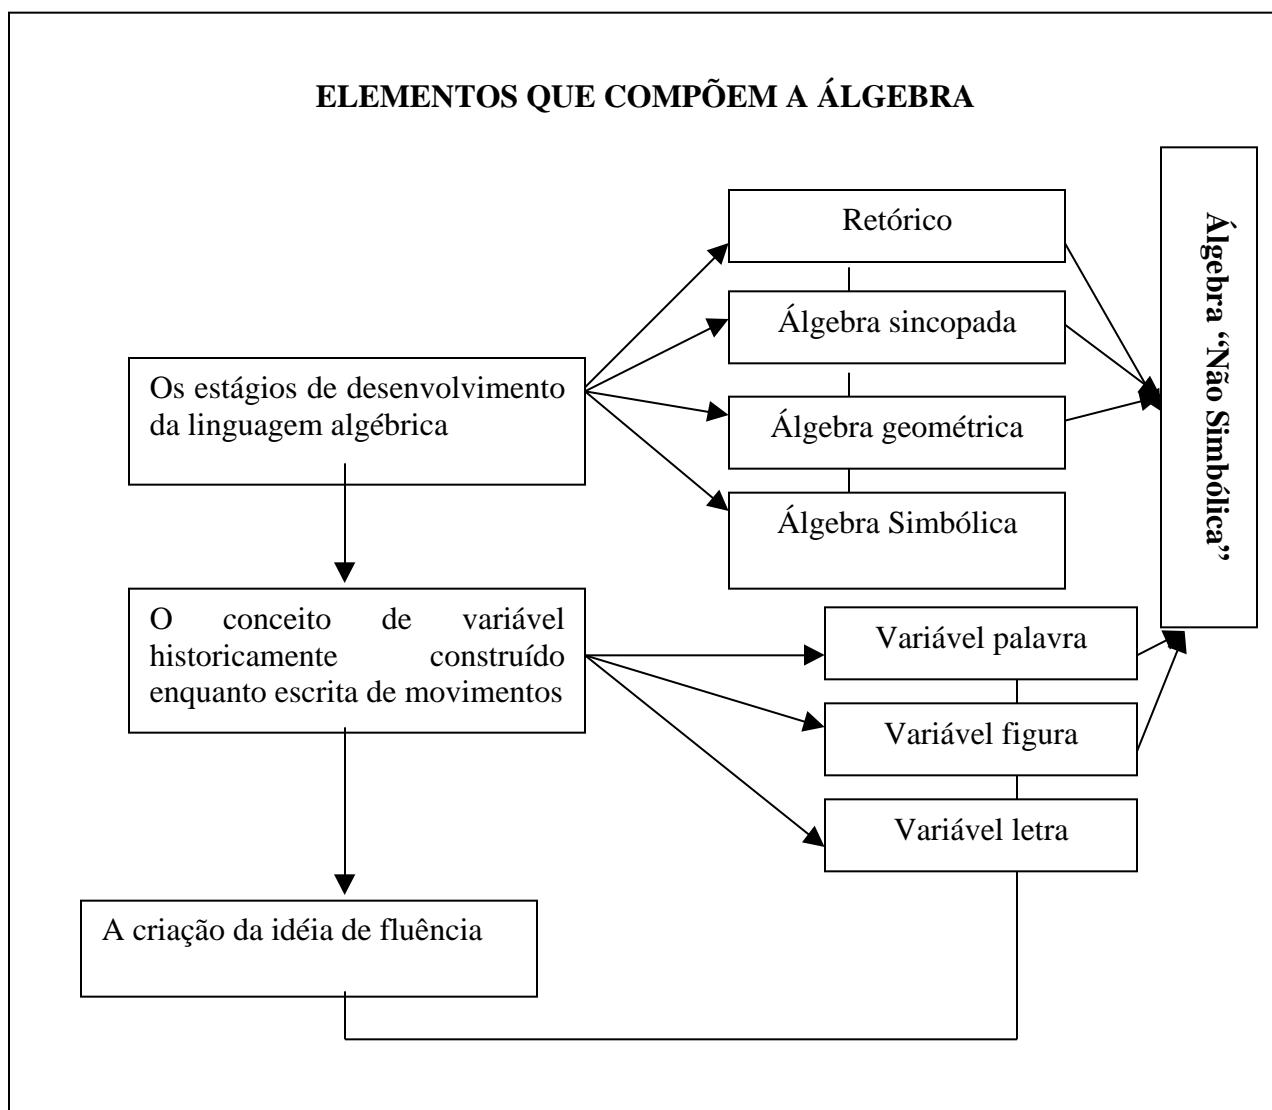 ELEMENTOS QUE COMPÕEM A ÁLGEBRA
Retórico
Álgebra sincopada
Álgebra geométrica
Álgebra Simbólica
Álgebra “Não Simbólica”
Os estágios de desenvolvimento
da linguagem algébrica
O conceito de variável
historicamente construído
enquanto escrita de movimentos
Variável palavra
Variável figura
Variável letra
A criação da idéia de fluência